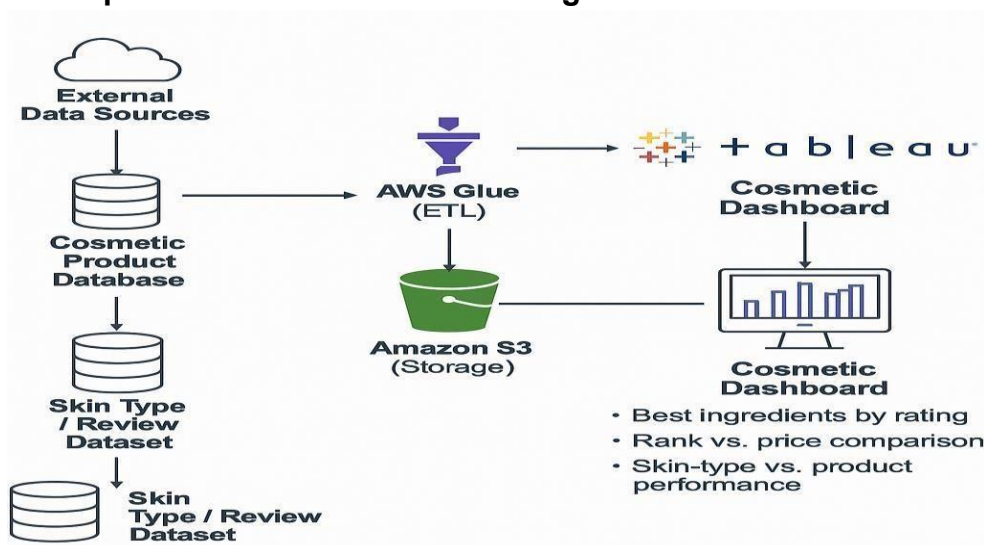 External
Data Sources
Cosmetic
Product
Database
Skin Type
/ Review
Dataset
Skin
Type / Review
Dataset
AWS Glue
(ETL)
Amazon S3
(Storage)
+ a b l e a u
Cosmetic
Dashboard
Cosmetic
Dashboard
• Best ingredients by rating
• Rank vs. price comparison
• Skin-type vs. product
performance